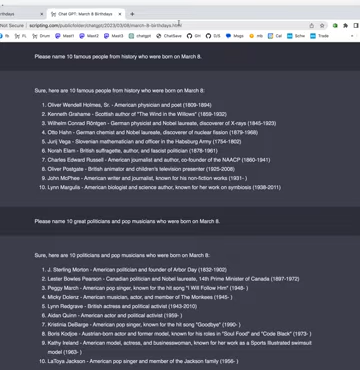 Chat GPT: March 8 Birthdays
Not Secure | scripting.com/publicfolder/chatgpt/2023/03/08/march-8-birthdays.html
fb Drum Mast1 Mast2 Mast3 chatgpt SilverBank ChUse Git MaJs MSG Cal Schw Trade
Please name 10 famous people from history who were born on March 8.
Sure, here are 10 famous people from history who were born on March 8:
1. Oliver Wendell Holmes, Sr. - American physician and poet (1809-1894)
2. Kenneth Grahame - Scottish author of "The Wind in the Willows" (1859-1932)
3. Wilhelm Conrad Röntgen - German physicist and Nobel laureate, discoverer of X-rays (1845-1923)
4. Otto Hahn - German chemist and Nobel laureate, discoverer of nuclear fission (1879-1968)
5. Jurij Vega - Slovenian mathematician and officer in the Habsburg Army (1754-1802)
6. Norah Elam - British suffragette, author, and fascist politician (1878-1961)
7. Charles Edward Russell - American journalist and author, co-founder of the NAACP (1860-1941)
8. Oliver Postgate - British animator and children's television presenter (1925-2008)
9. John McPhee - American writer and journalist, known for his non-fiction works (1931- )
10. Lynn Margulis - American biologist and science author, known for her work on symbiosis (1938-2011)
Please name 10 great politicians and pop musicians who were born on March 8.
Sure, here are 10 politicians and pop musicians who were born on March 8:
1. J. Sterling Morton - American politician and founder of Arbor Day (1832-1902)
2. Lester Bowles Pearson - Canadian politician and Nobel laureate, 14th Prime Minister of Canada (1897-1972)
3. Peggy March - American pop singer, known for the hit song "I Will Follow Him" (1948- )
4. Micky Dolenz - American musician, actor, and member of The Monkees (1945- )
5. Lynn Redgrave - British actress and political activist (1943-2010)
6. Aidan Quinn - American actor and political activist (1959- )
7. Kristinia DeBarge - American pop singer, known for the hit song "Goodbye" (1990- )
8. Boris Kodjoe - Austrian-born actor and former model, known for his roles in "Soul Food" and "Code Black" (1973- )
9. Kathy Ireland - American model, actress, and businesswoman, known for her work as a Sports Illustrated swimsuit
model (1963- )
10. LaToya Jackson - American pop singer and member of the Jackson family (1956- )